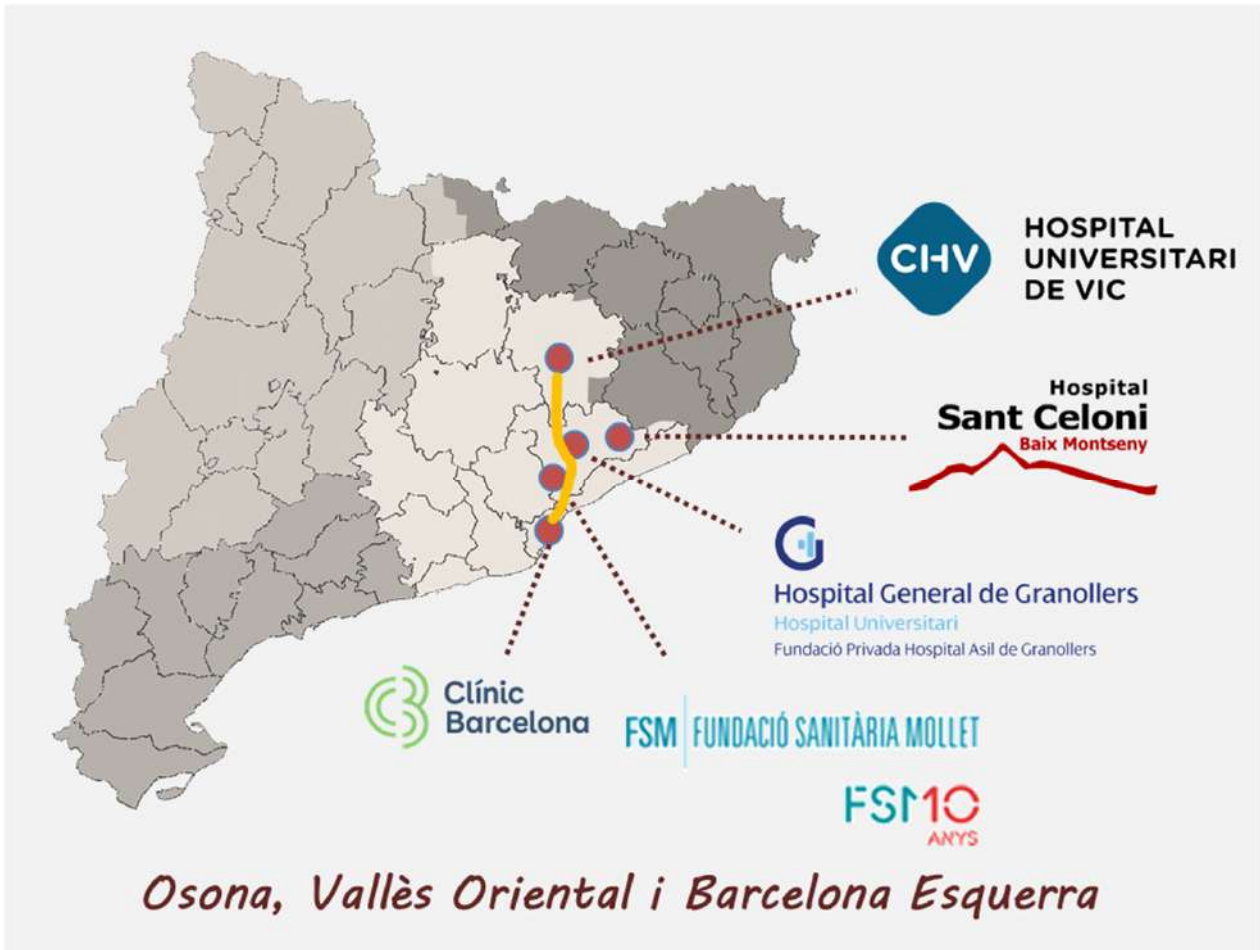 CHV
HOSPITAL
UNIVERSITARI
DE VIC
Hospital
Sant Celoni
Baix Montseny
Hospital General de Granollers
Hospital Universitari
Fundació Privada Hospital Asil de Granollers
Clínic
Barcelona
FSM FUNDACIÓ SANITÀRIA MOLLET
FSM10
ANYS
Osona, Vallès Oriental i Barcelona Esquerra